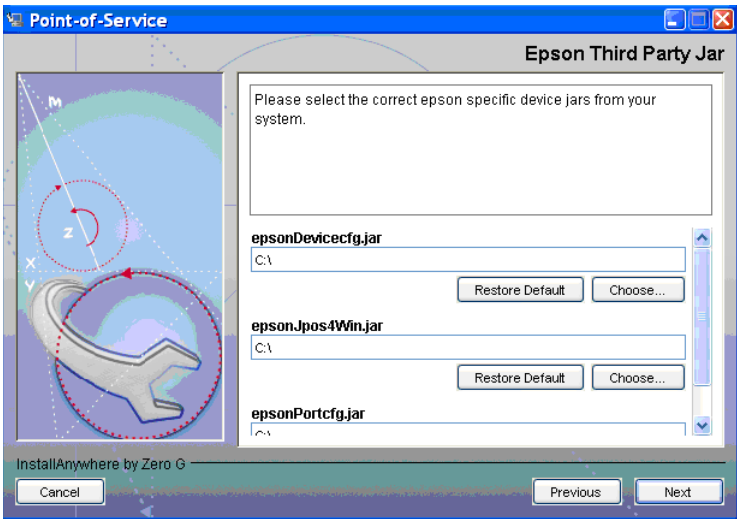 Point-of-Service
Epson Third Party Jar
M
Z
X
Y
Please select the correct epson specific device jars from your
system.
epsonDevicecfg.jar
C:\
Restore Default Choose...
epsonJpos4Win.jar
C:\
Restore Default Choose...
epsonPortcfg.jar
C:\
InstallAnywhere by Zero G
Cancel Previous Next